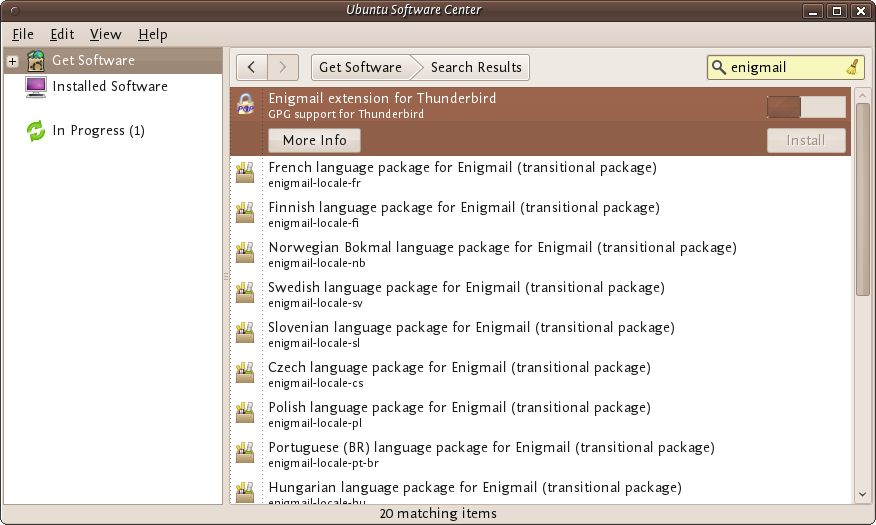 Ubuntu Software Center
File Edit View Help
Get Software
Installed Software
In Progress (1)
Get Software Search Results
enigmail
Enigmail extension for Thunderbird
GPG support for Thunderbird
More Info Install
French language package for Enigmail (transitional package)
enigmail-locale-fr
Finnish language package for Enigmail (transitional package)
enigmail-locale-fi
Norwegian Bokmal language package for Enigmail (transitional package)
enigmail-locale-nb
Swedish language package for Enigmail (transitional package)
enigmail-locale-sv
Slovenian language package for Enigmail (transitional package)
enigmail-locale-sl
Czech language package for Enigmail (transitional package)
enigmail-locale-cs
Polish language package for Enigmail (transitional package)
enigmail-locale-pl
Portuguese (BR) language package for Enigmail (transitional package)
enigmail-locale-pt-br
Hungarian language package for Enigmail (transitional package)
enigmail-locale-hu
20 matching items